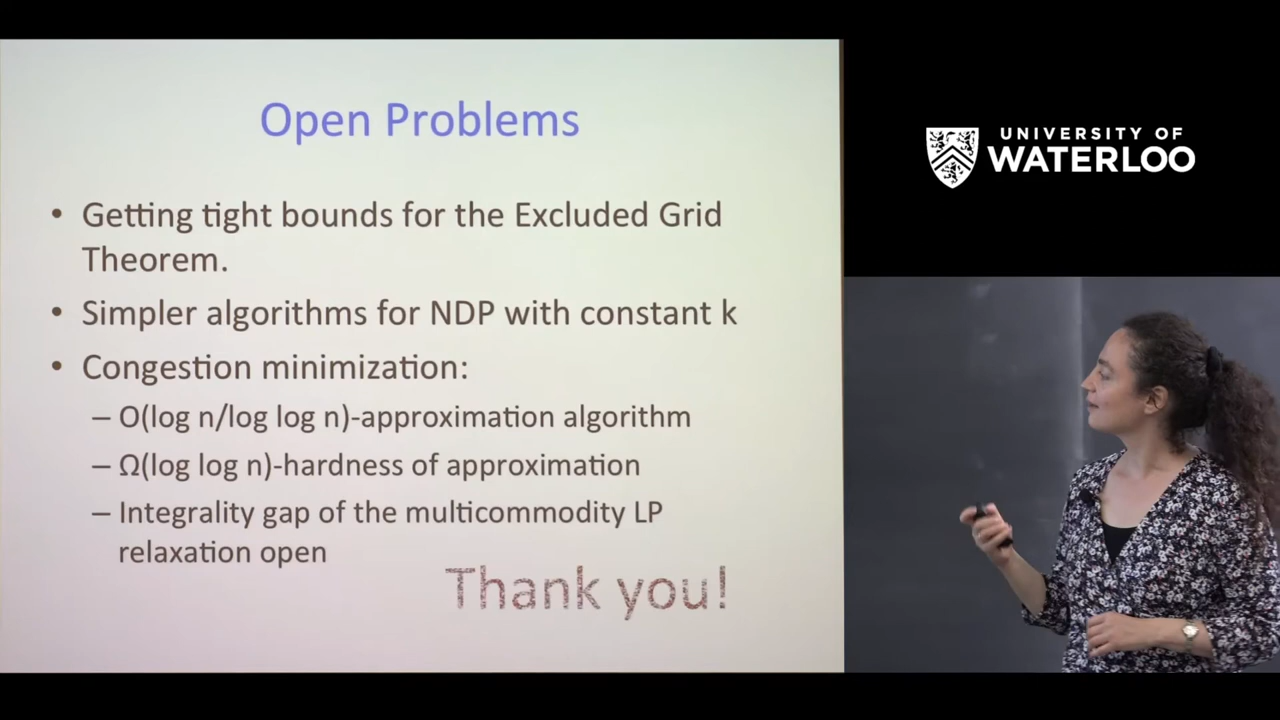 Open Problems
• Getting tight bounds for the Excluded Grid
Theorem.
• Simpler algorithms for NDP with constant k
• Congestion minimization:
– O(log n/log log n)-approximation algorithm
– Ω(log log n)-hardness of approximation
– Integrality gap of the multicommodity LP
relaxation open
Thank you!
UNIVERSITY OF
WATERLOO